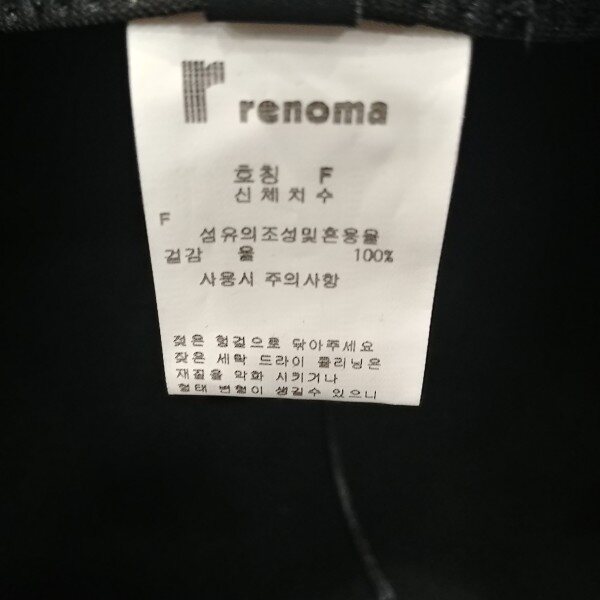 r renoma
호칭 F
신체치수
F
섬유의조성및혼용율
겉감 울 100%
사용시 주의사항
젖은 헝겊으로 닦아주세요
잦은 세탁 드라이 클리닝은
재질을 악화 시키거나
형태 변형이 생길수 있으니